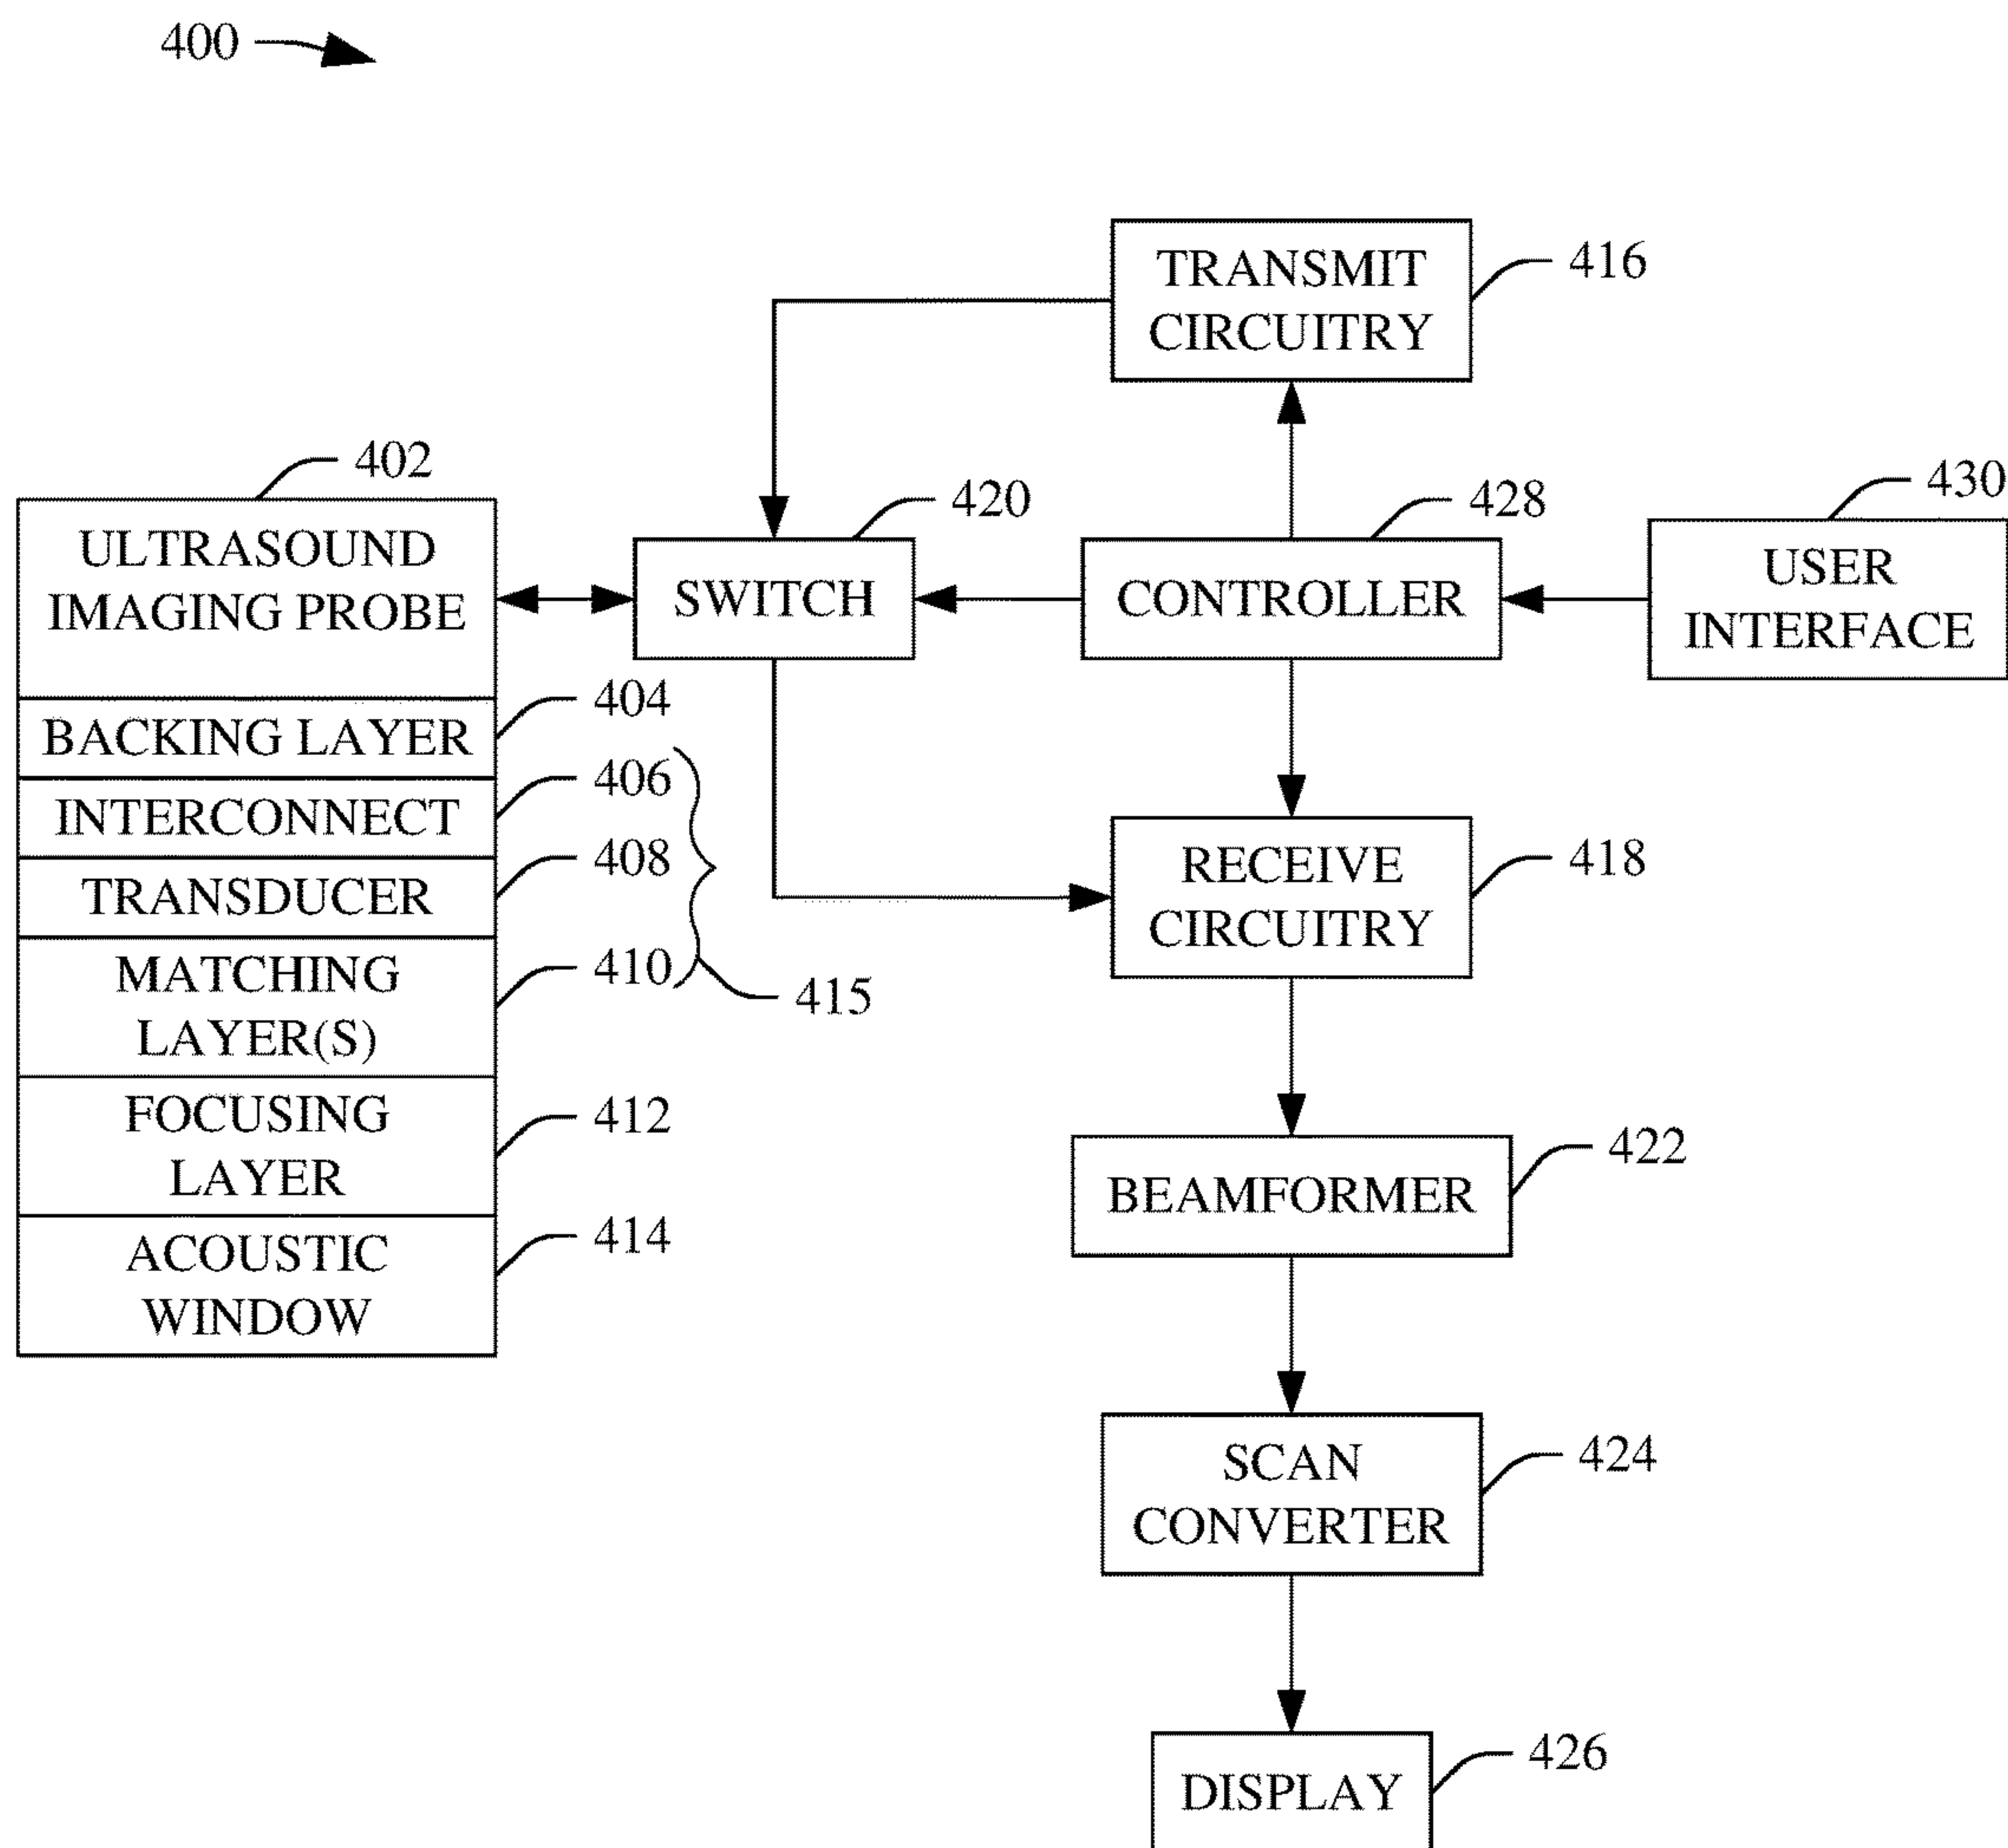 400
TRANSMIT
CIRCUITRY
416
402
ULTRASOUND
IMAGING PROBE
420
SWITCH
428
CONTROLLER
430
USER
INTERFACE
BACKING LAYER
404
INTERCONNECT
406
TRANSDUCER
408
MATCHING
LAYER(S)
410
415
FOCUSING
LAYER
412
ACOUSTIC
WINDOW
414
RECEIVE
CIRCUITRY
418
BEAMFORMER
422
SCAN
CONVERTER
424
DISPLAY
426